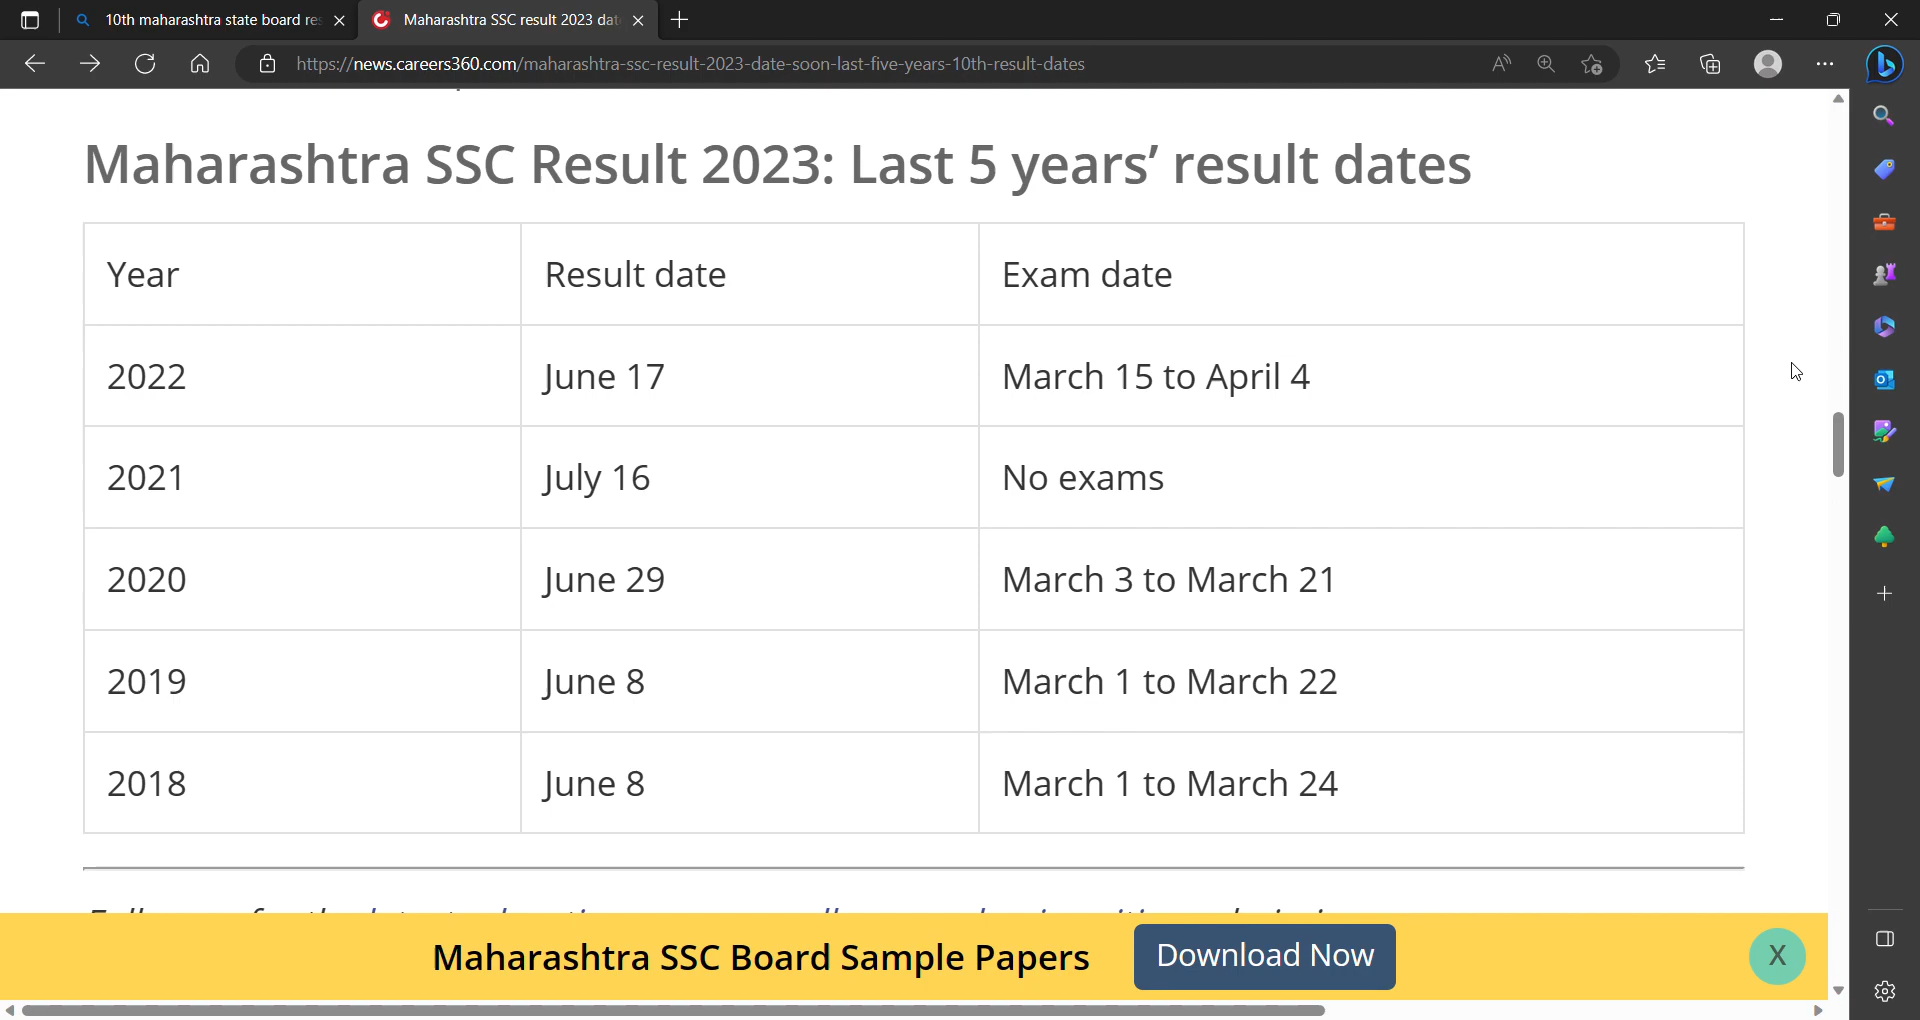 10th maharashtra state board re
Maharashtra SSC result 2023 dat
https://news.careers360.com/maharashtra-ssc-result-2023-date-soon-last-five-years-10th-result-dates
Maharashtra SSC Result 2023: Last 5 years’ result dates
Year Result date Exam date
2022 June 17 March 15 to April 4
2021 July 16 No exams
2020 June 29 March 3 to March 21
2019 June 8 March 1 to March 22
2018 June 8 March 1 to March 24
Maharashtra SSC Board Sample Papers Download Now X